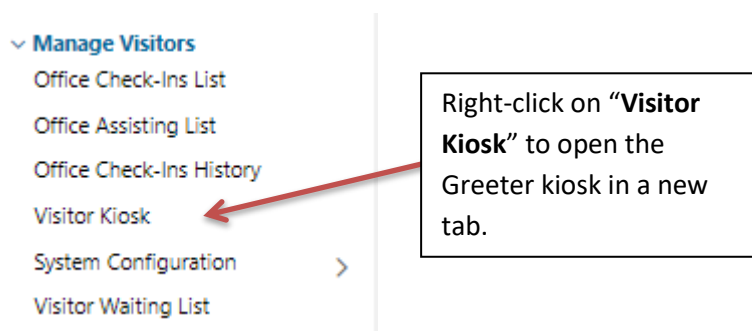 Manage Visitors
Office Check-Ins List
Office Assisting List
Office Check-Ins History
Visitor Kiosk
System Configuration
Visitor Waiting List
Right-click on “Visitor
Kiosk” to open the
Greeter kiosk in a new
tab.